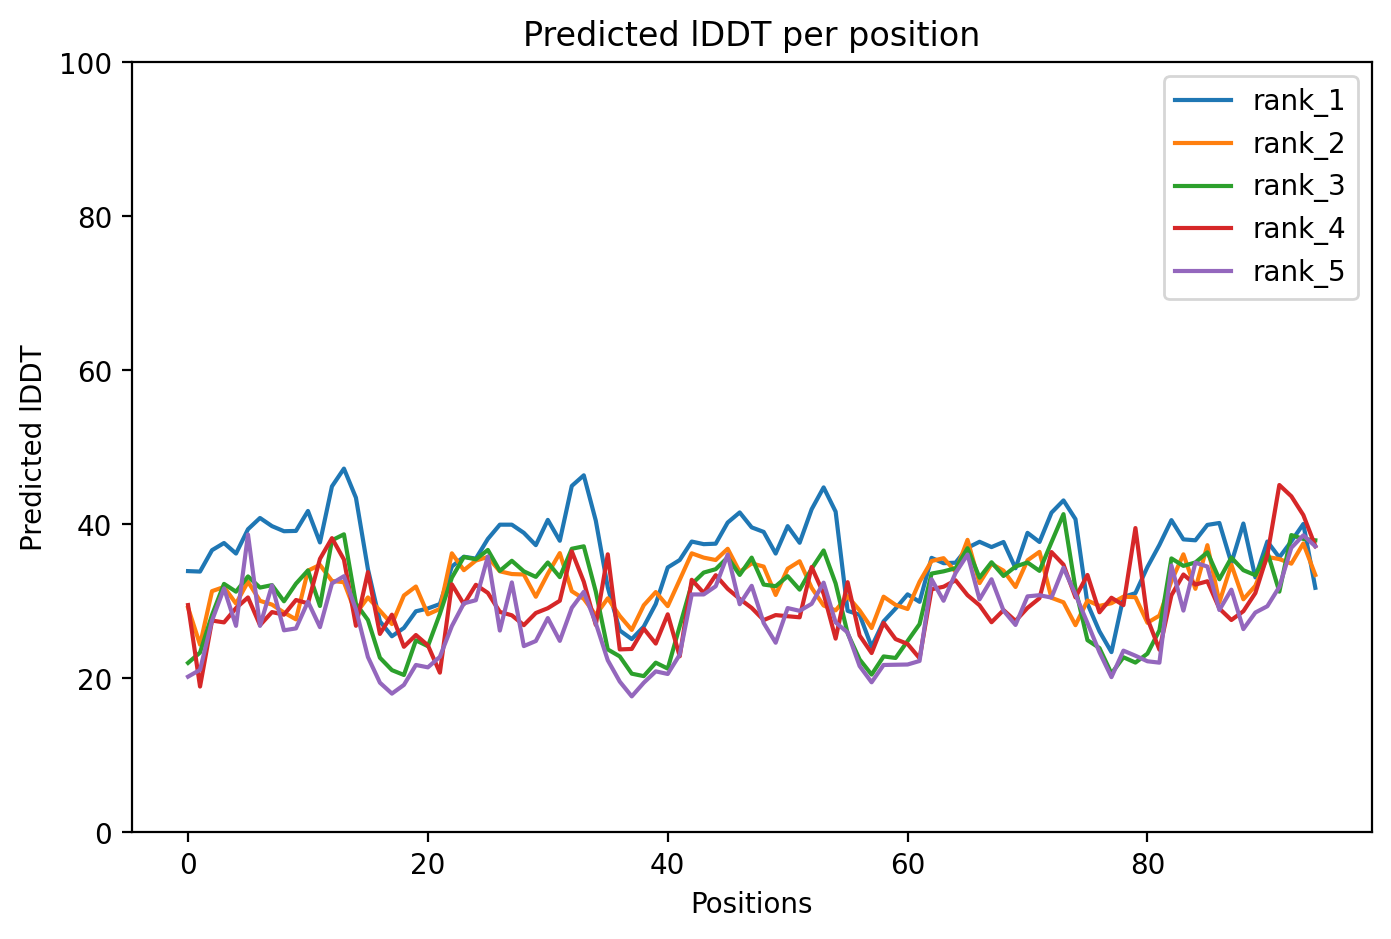 Predicted lDDT per position
100
80
60
40
20
0
Predicted lDDT
0 20 40 60 80
Positions
rank_1
rank_2
rank_3
rank_4
rank_5